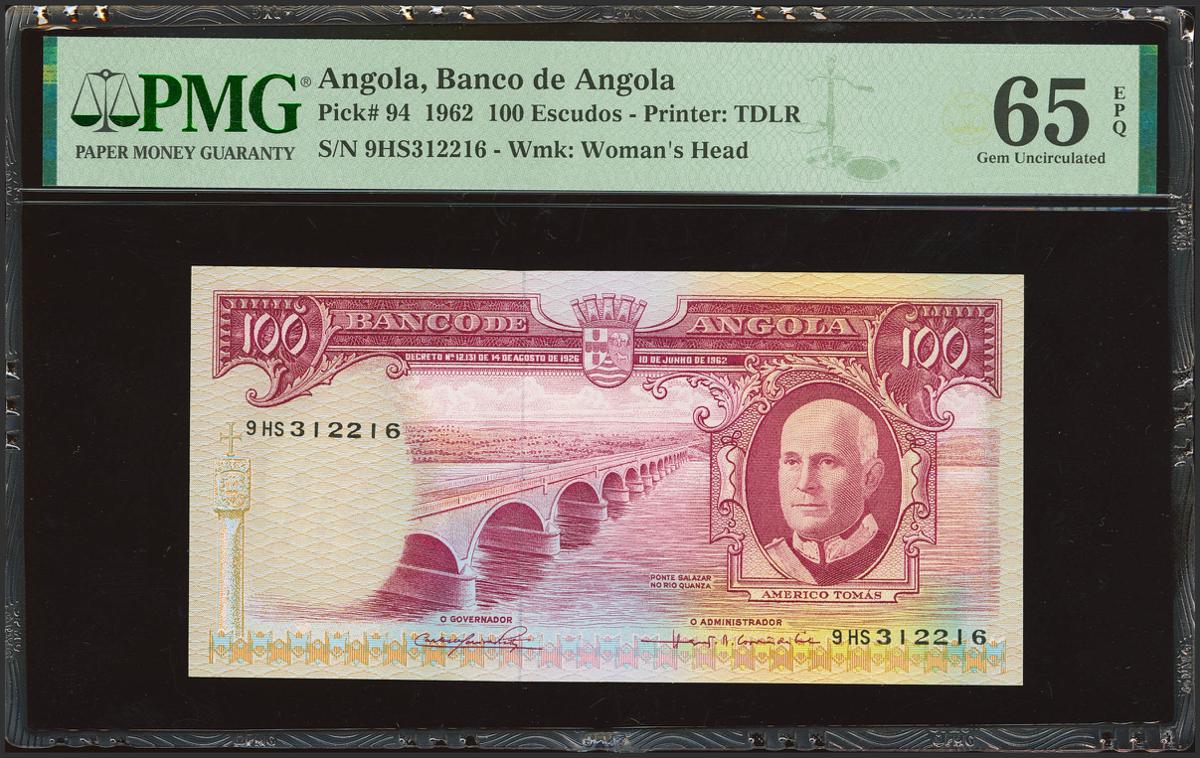 PMG®
PAPER MONEY GUARANTY
Angola, Banco de Angola
Pick# 94 1962 100 Escudos - Printer: TDLR
S/N 9HS312216 - Wmk: Woman's Head
65
EPQ
Gem Uncirculated
100 BANCO DE ANGOLA 100
DECRETO Nº 12.131 DE 14 DE AGOSTO DE 1926 10 DE JUNHO DE 1962
9HS312216
PONTE SALAZAR
NO RIO QUANZA
AMERICO TOMÁS
O GOVERNADOR
O ADMINISTRADOR
9HS312216